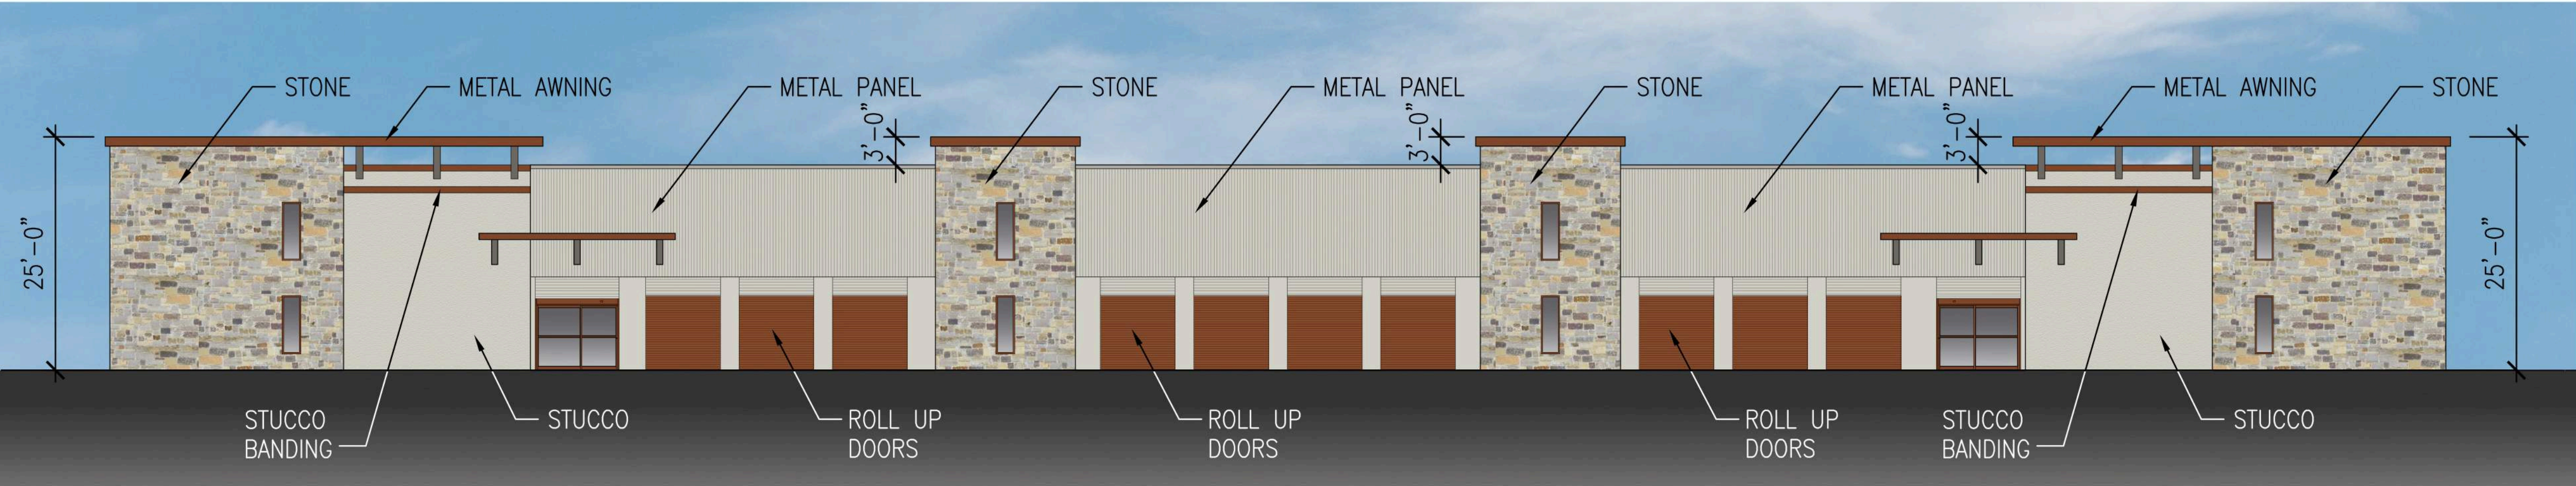 STONE
METAL AWNING
METAL PANEL
STONE
METAL PANEL
STONE
METAL PANEL
METAL AWNING
STONE
3'-0"
3'-0"
3'-0"
25'-0"
25'-0"
STUCCO
BANDING
STUCCO
ROLL UP
DOORS
ROLL UP
DOORS
ROLL UP
DOORS
STUCCO
BANDING
STUCCO